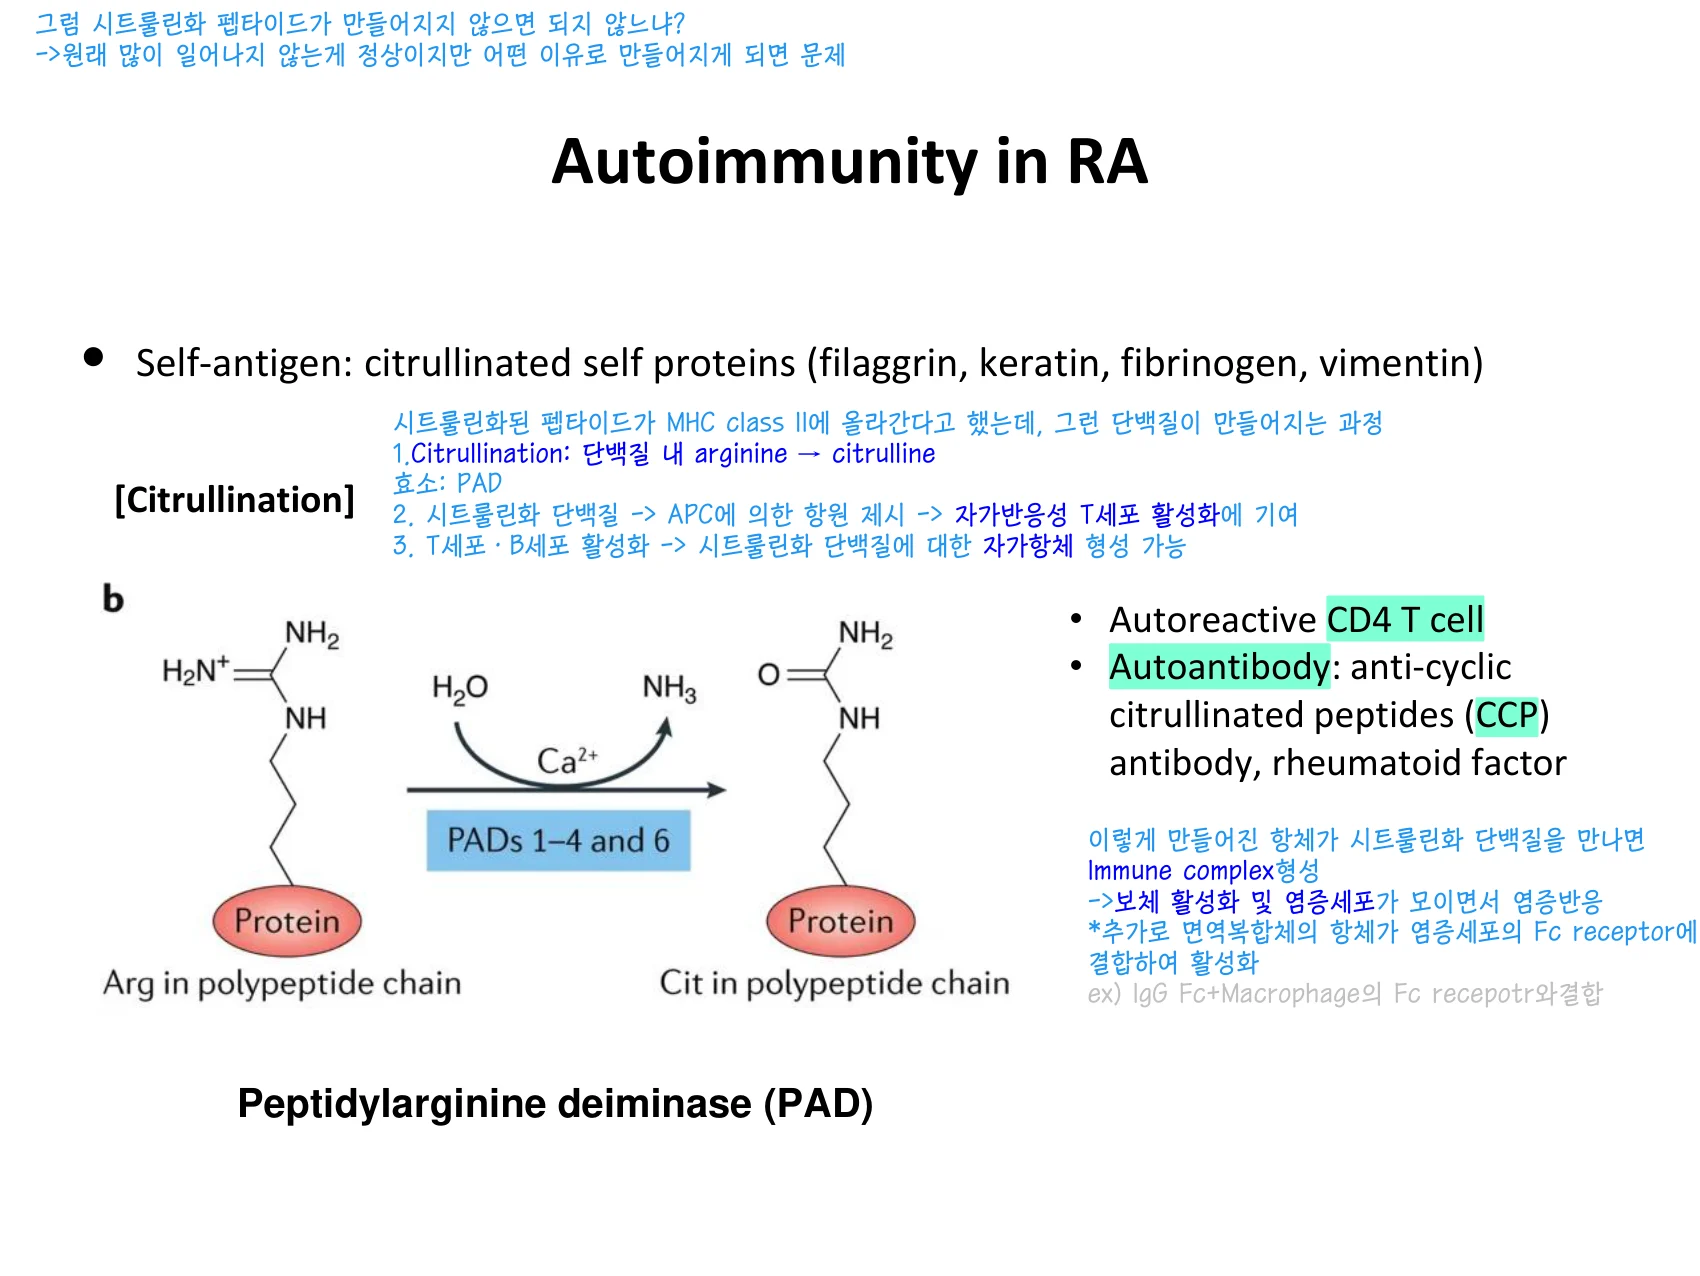 그럼 시트룰린화 펩타이드가 만들어지지 않으면 되지 않느냐?
->원래 많이 일어나지 않는게 정상이지만 어떤 이유로 만들어지게 되면 문제
Autoimmunity in RA
• Self-antigen: citrullinated self proteins (filaggrin, keratin, fibrinogen, vimentin)
시트룰린화된 펩타이드가 MHC class II에 올라간다고 했는데, 그런 단백질이 만들어지는 과정
1.Citrullination: 단백질 내 arginine → citrulline
효소: PAD
[Citrullination]
2. 시트룰린화 단백질 -> APC에 의한 항원 제시 -> 자가반응성 T세포 활성화에 기여
3. T세포·B세포 활성화 -> 시트룰린화 단백질에 대한 자가항체 형성 가능
b
NH2
H2N+
NH
H2O
NH3
Ca2+
PADs 1–4 and 6
NH2
O
NH
Protein
Protein
Arg in polypeptide chain
Cit in polypeptide chain
Peptidylarginine deiminase (PAD)
• Autoreactive CD4 T cell
• Autoantibody: anti-cyclic
citrullinated peptides (CCP)
antibody, rheumatoid factor
이렇게 만들어진 항체가 시트룰린화 단백질을 만나면
Immune complex형성
->보체 활성화 및 염증세포가 모이면서 염증반응
*추가로 면역복합체의 항체가 염증세포의 Fc receptor에
결합하여 활성화
ex) IgG Fc+Macrophage의 Fc recepotr와결합